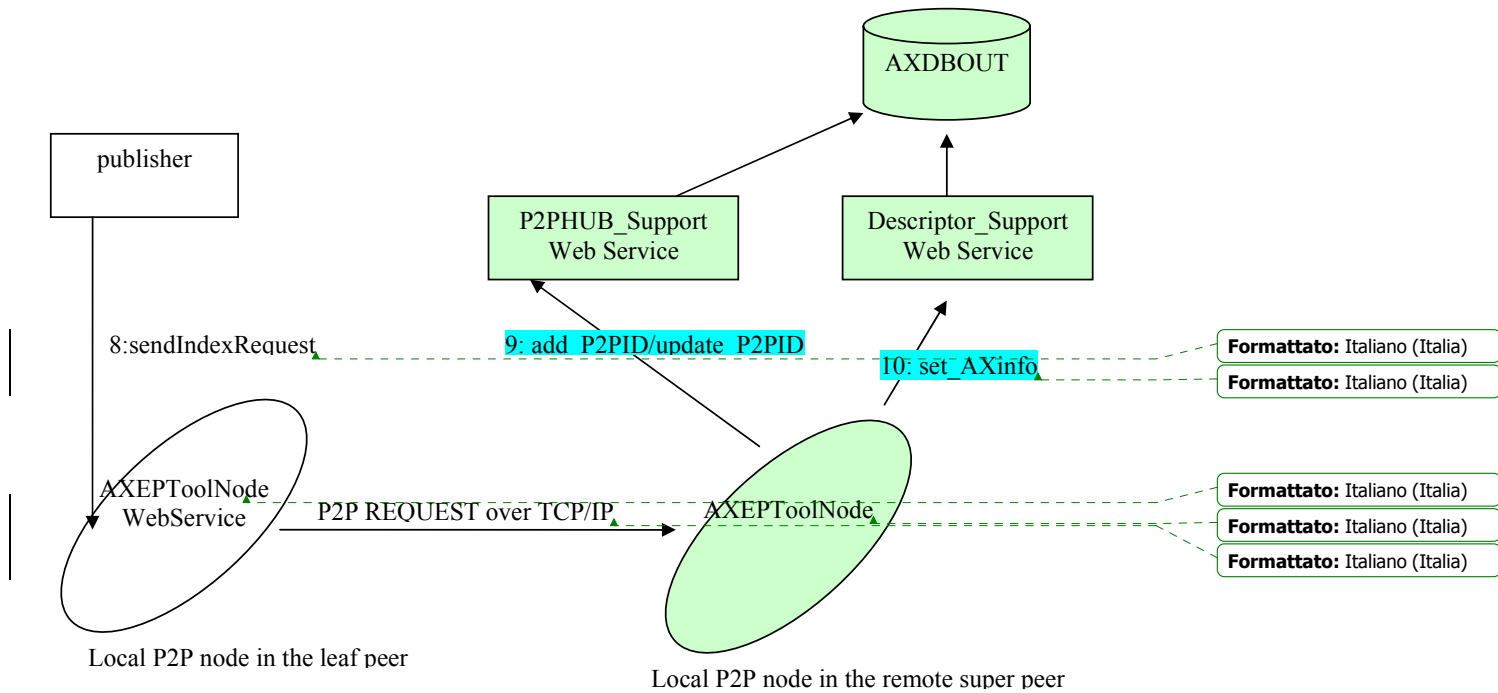 AXDBOUT
publisher
P2PHUB_Support
Web Service
Descriptor_Support
Web Service
8:sendIndexRequest
9: add_P2PID/update_P2PID
10: set_AXinfo
Formattato: Italiano (Italia)
Formattato: Italiano (Italia)
AXEPToolNode
WebService
P2P REQUEST over TCP/IP
AXEPToolNode
Formattato: Italiano (Italia)
Formattato: Italiano (Italia)
Formattato: Italiano (Italia)
Local P2P node in the leaf peer
Local P2P node in the remote super peer